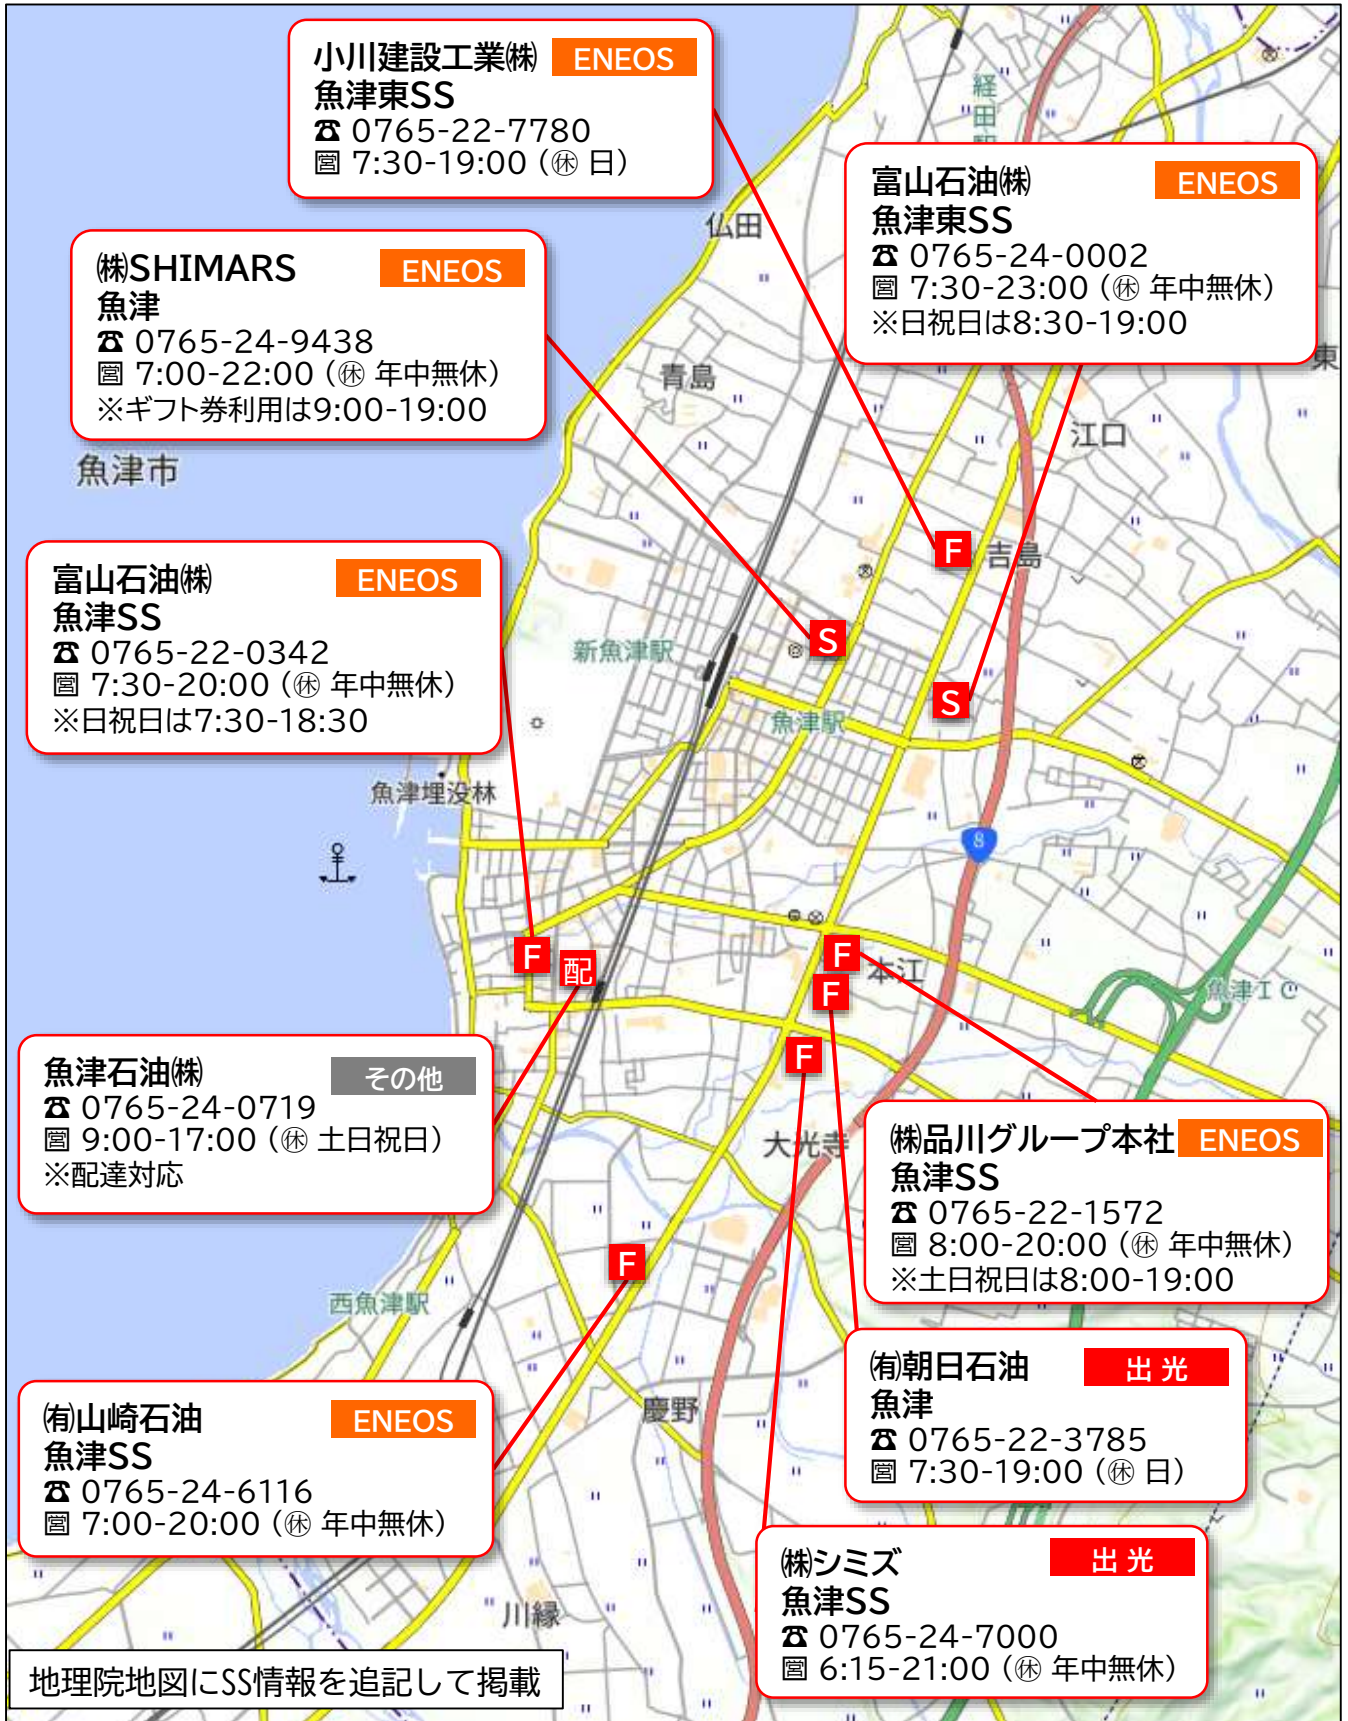 小川建設工業㈱ ENEOS
魚津東SS
☎ 0765-22-7780
営 7:30-19:00（休 日）
富山石油㈱ ENEOS
魚津東SS
☎ 0765-24-0002
営 7:30-23:00（休 年中無休）
※日祝日は8:30-19:00
㈱SHIMARS ENEOS
魚津
☎ 0765-24-9438
営 7:00-22:00（休 年中無休）
※ギフト券利用は9:00-19:00
富山石油㈱ ENEOS
魚津SS
☎ 0765-22-0342
営 7:30-20:00（休 年中無休）
※日祝日は7:30-18:30
魚津石油㈱ その他
☎ 0765-24-0719
営 9:00-17:00（休 土日祝日）
※配達対応
㈱品川グループ本社 ENEOS
魚津SS
☎ 0765-22-1572
営 8:00-20:00（休 年中無休）
※土日祝日は8:00-19:00
㈲朝日石油 出光
魚津
☎ 0765-22-3785
営 7:30-19:00（休 日）
㈲山崎石油 ENEOS
魚津SS
☎ 0765-24-6116
営 7:00-20:00（休 年中無休）
㈱シミズ 出光
魚津SS
☎ 0765-24-7000
営 6:15-21:00（休 年中無休）
地理院地図にSS情報を追記して掲載
経田
仏田
青島
東
江口
魚津市
吉島
新魚津駅
魚津駅
魚津埋没林
8
本江
魚津IC
大光寺
西魚津駅
慶野
川縁
F
S
S
F
配
F
F
F
F